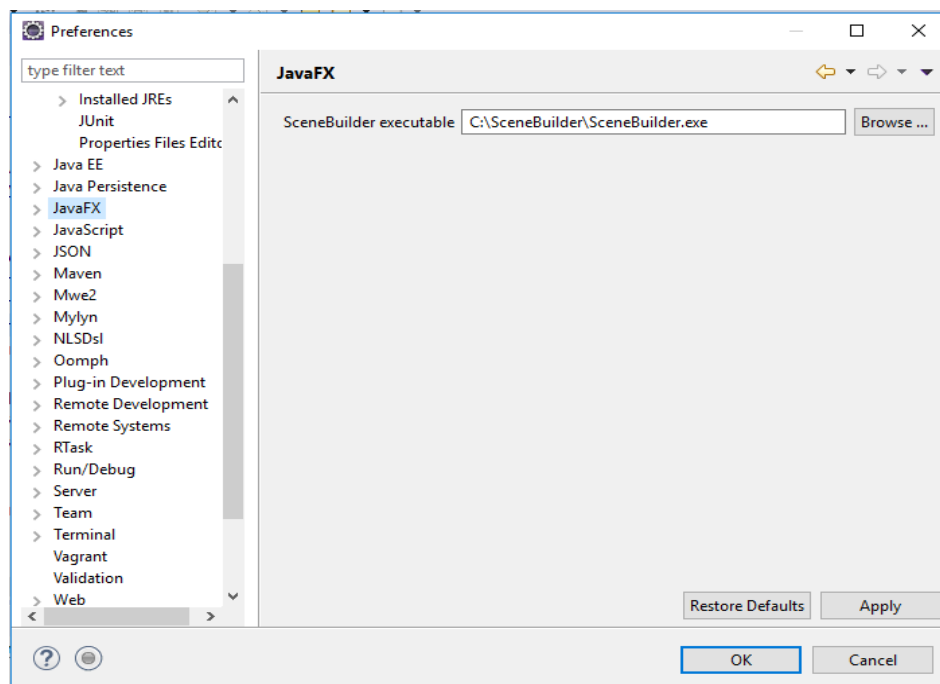 Preferences
type filter text
Installed JREs
JUnit
Properties Files Edito
Java EE
Java Persistence
JavaFX
JavaScript
JSON
Maven
Mwe2
Mylyn
NLSDsl
Oomph
Plug-in Development
Remote Development
Remote Systems
RTask
Run/Debug
Server
Team
Terminal
Vagrant
Validation
Web
JavaFX
SceneBuilder executable C:\SceneBuilder\SceneBuilder.exe Browse ...
Restore Defaults Apply
OK Cancel